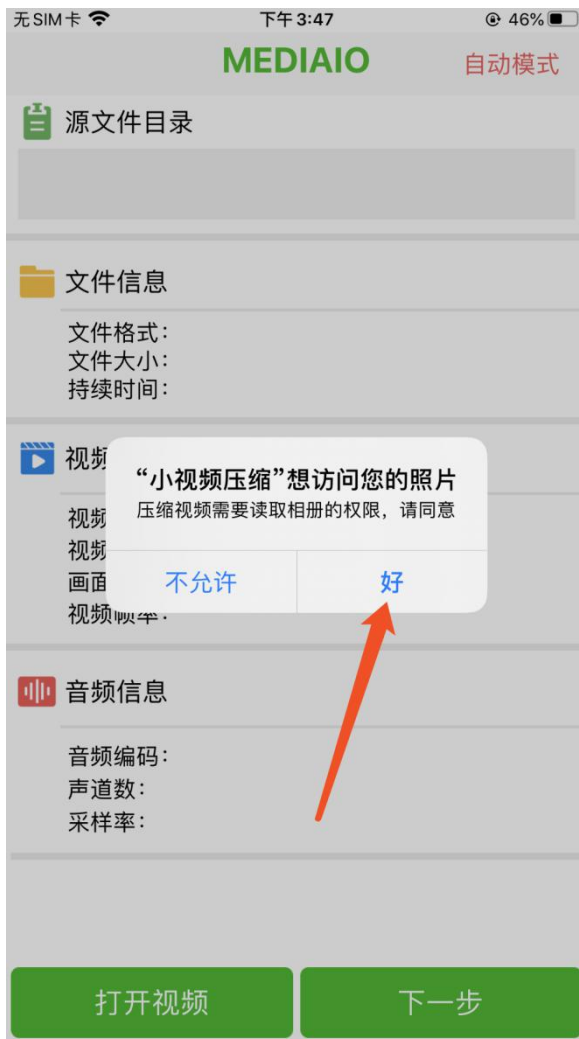 无SIM卡 下午3:47 46%
MEDIAIO 自动模式
源文件目录
文件信息
文件格式：
文件大小：
持续时间：
视频
“小视频压缩”想访问您的照片
压缩视频需要读取相册的权限，请同意
视频
视频
不允许 好
画面
视频帧率：
音频信息
音频编码：
声道数：
采样率：
打开视频 下一步